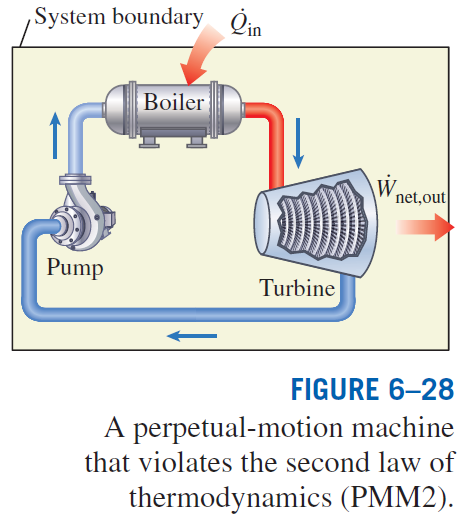 System boundary
Q̇in
Boiler
Ẇnet,out
Pump
Turbine
FIGURE 6–28
A perpetual-motion machine
that violates the second law of
thermodynamics (PMM2).